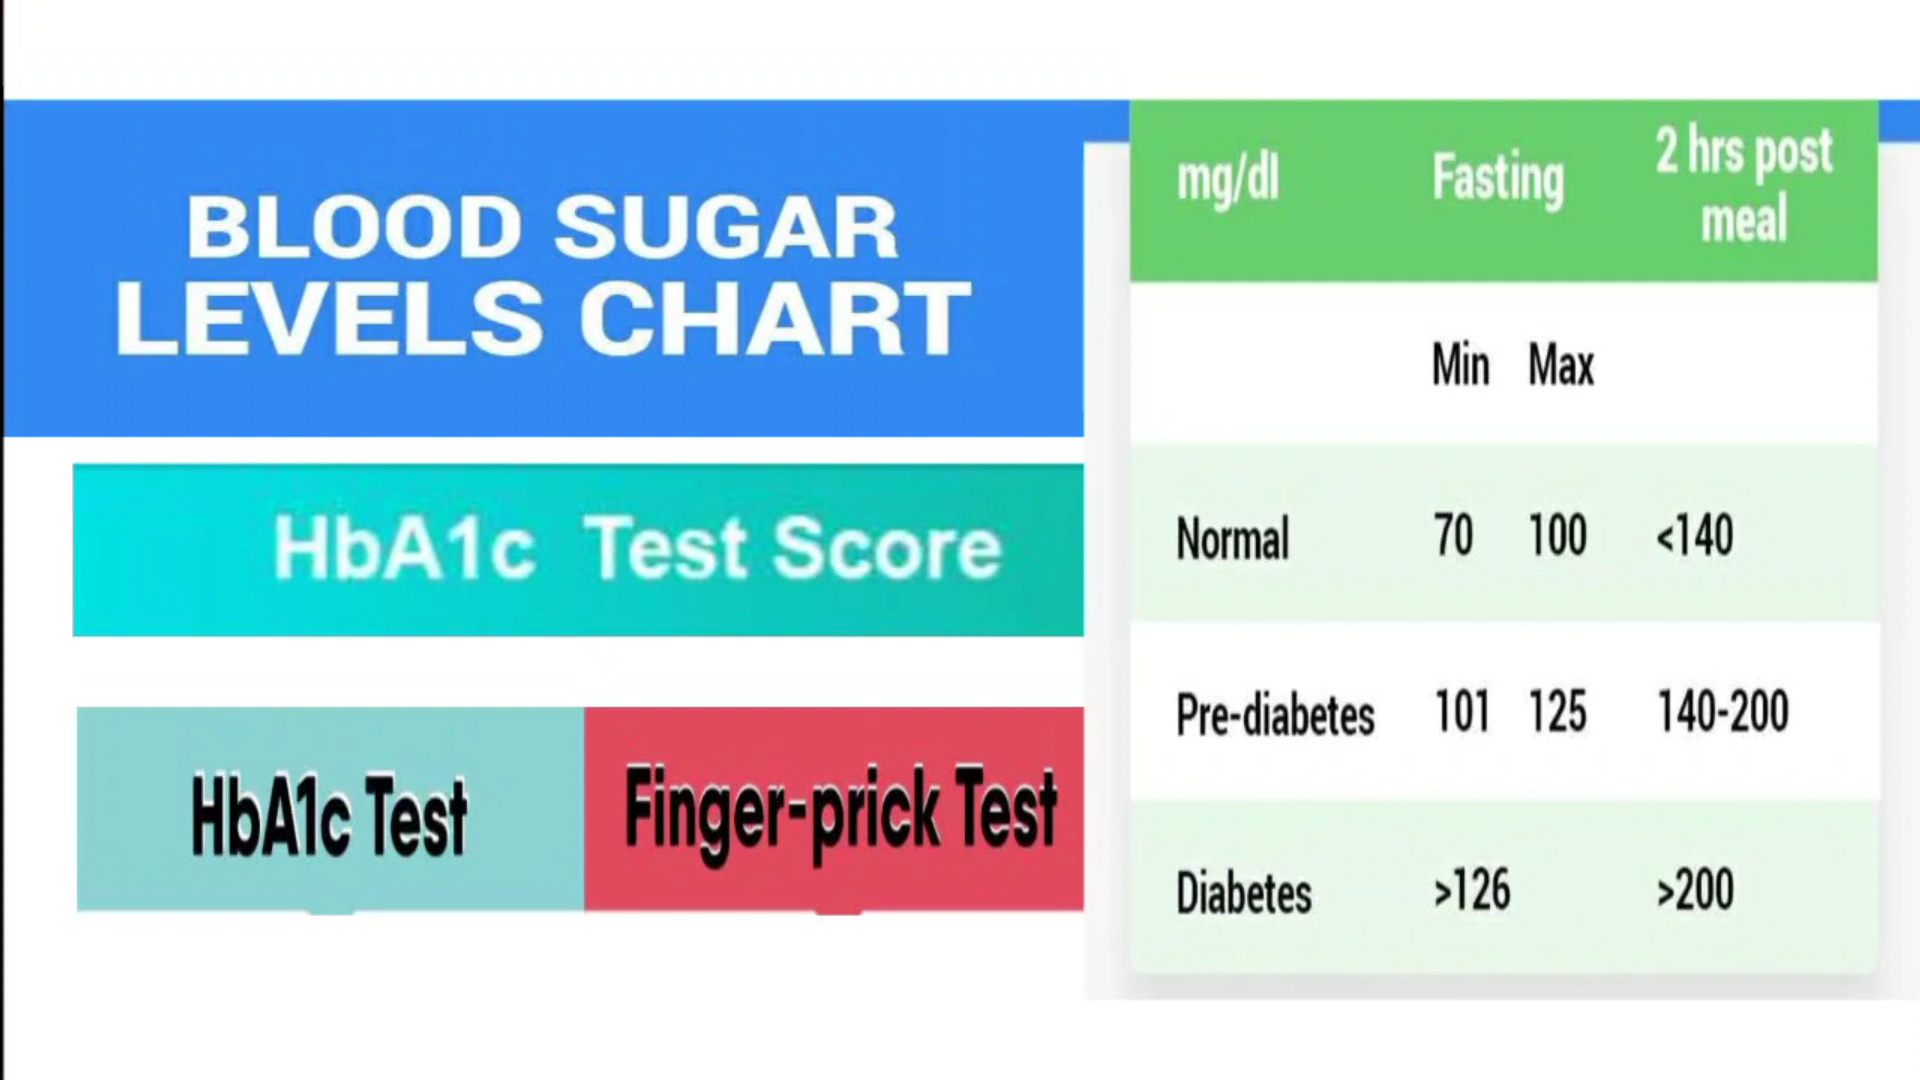 BLOOD SUGAR
LEVELS CHART
HbA1c Test Score
HbA1c Test
Finger-prick Test
mg/dl Fasting 2 hrs post
meal
Min Max
Normal 70 100 <140
Pre-diabetes 101 125 140-200
Diabetes >126 >200